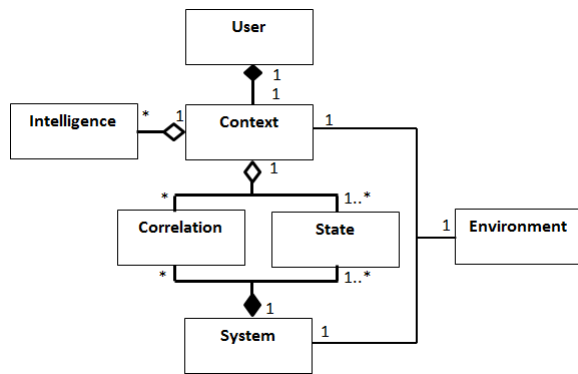 User
1
1
* 1 1
Intelligence Context
1
* 1..*
Correlation State 1 Environment
* 1..*
1
System 1